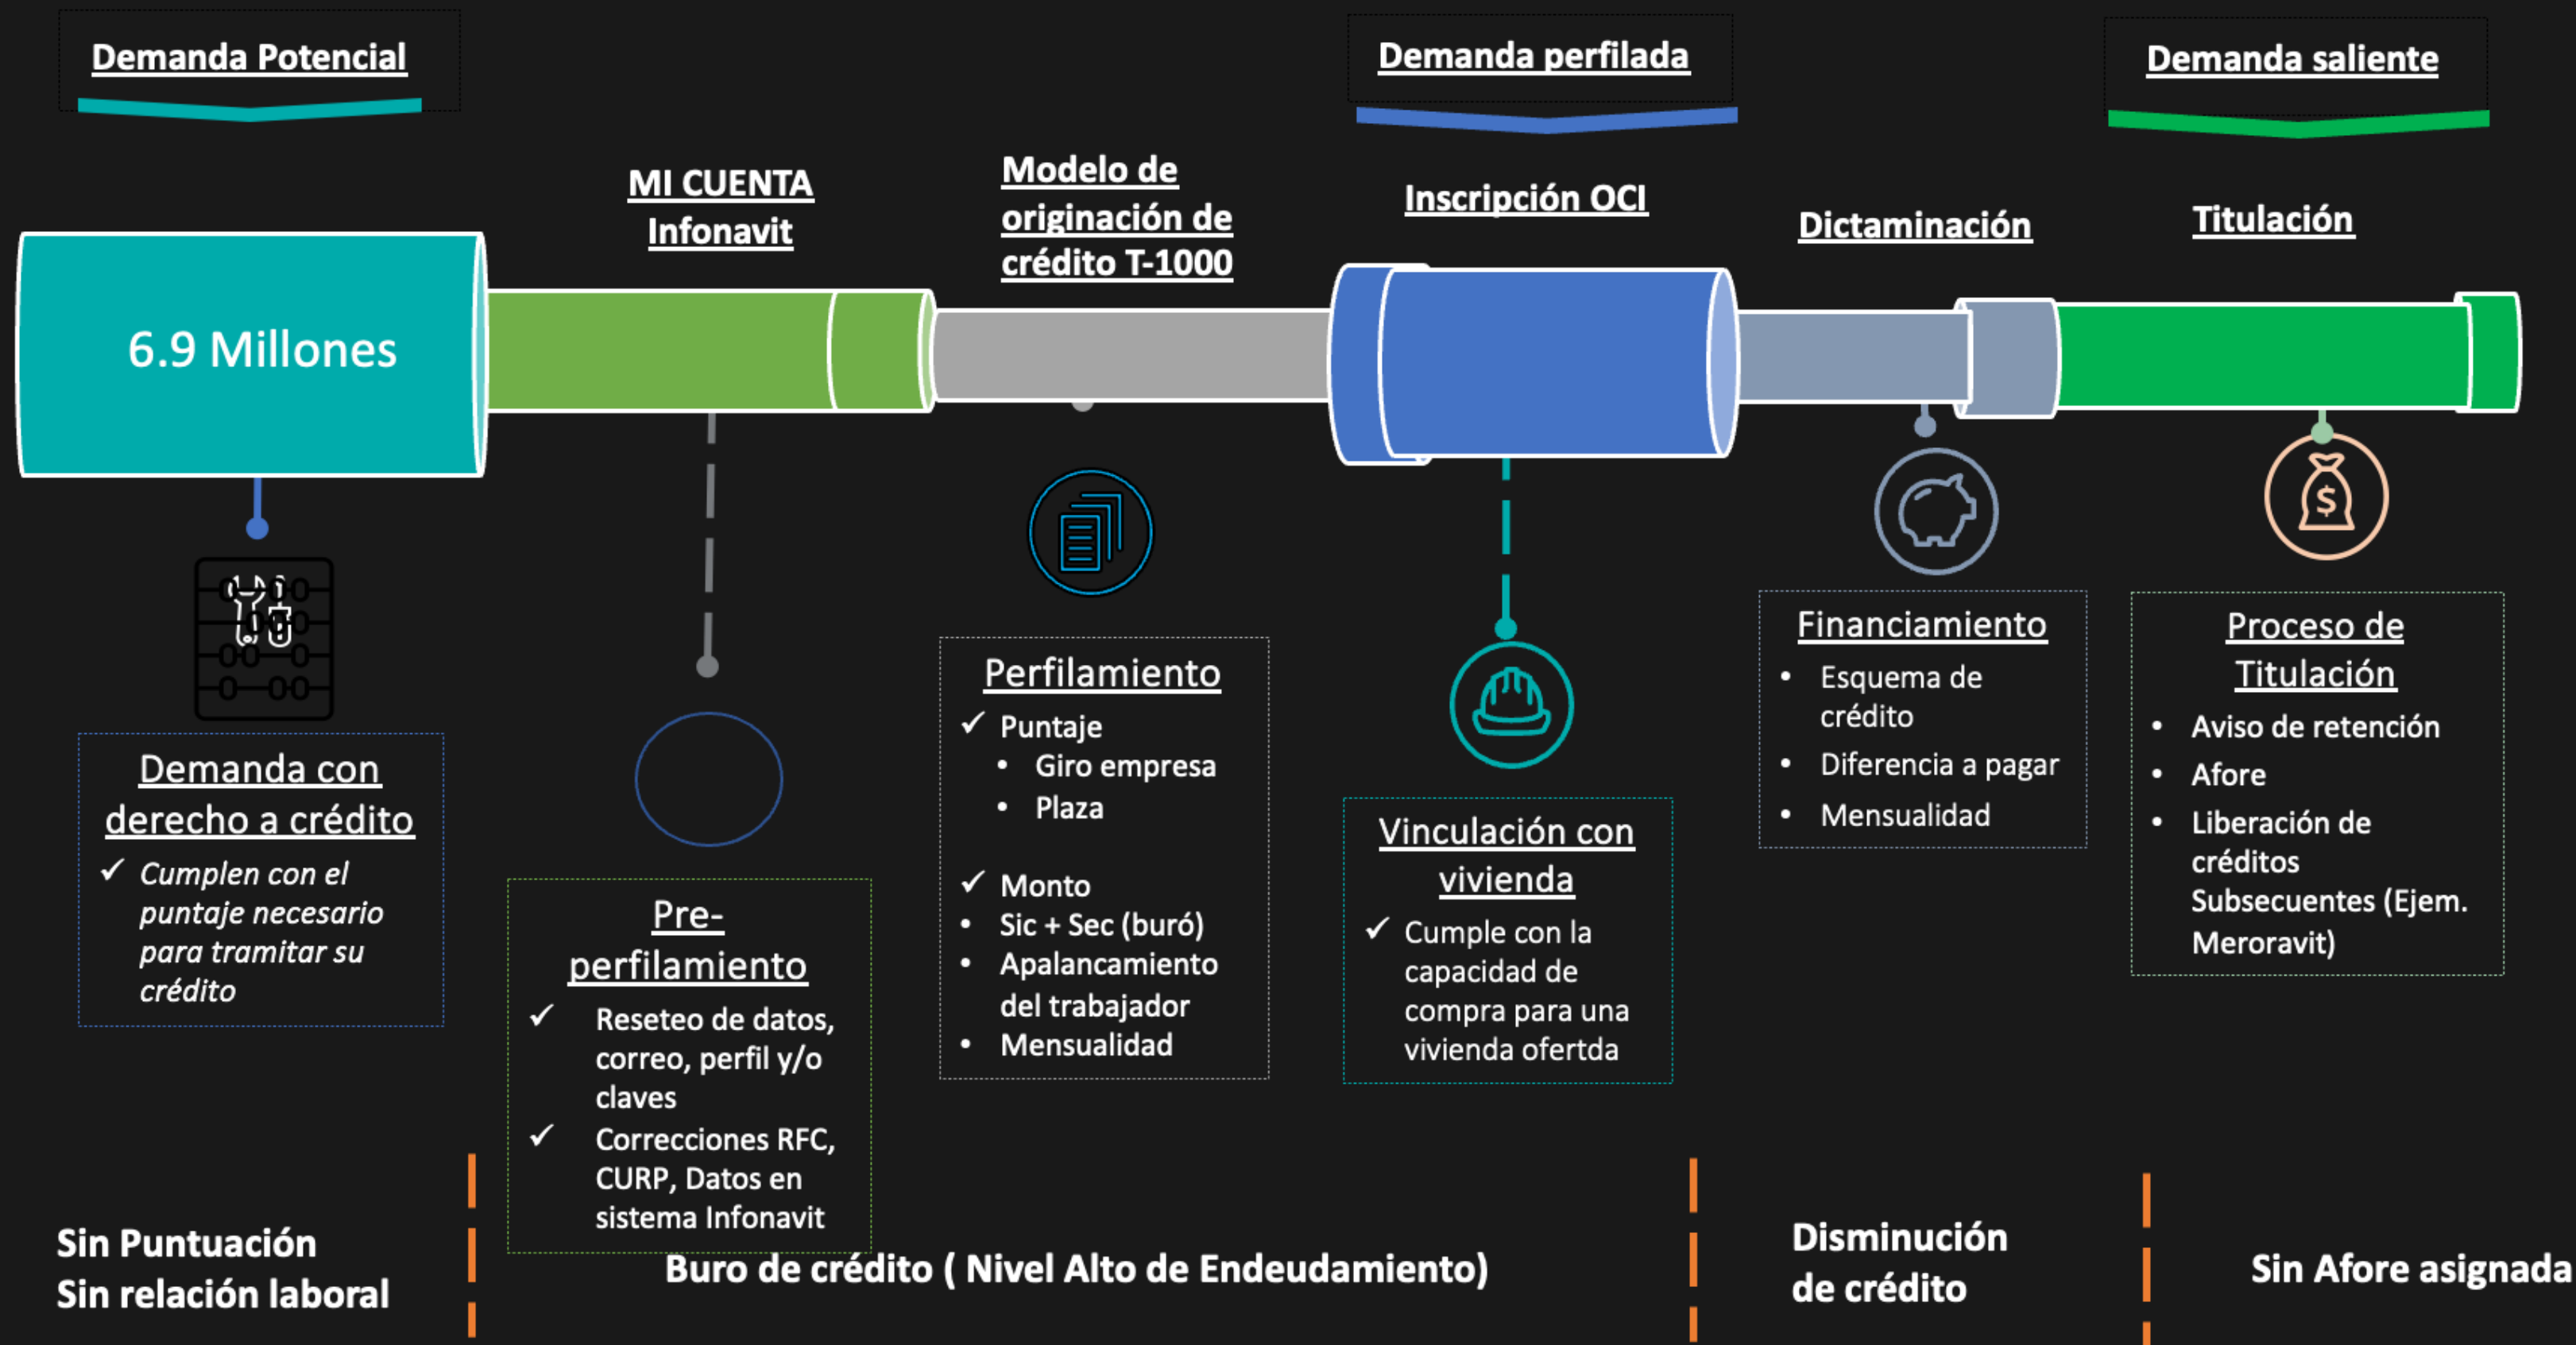 Demanda Potencial
Demanda perfilada
Demanda saliente
MI CUENTA
Infonavit
Modelo de
originación de
crédito T-1000
Inscripción OCI
Dictaminación
Titulación
6.9 Millones
Demanda con
derecho a crédito
✓ Cumplen con el
puntaje necesario
para tramitar su
crédito
Pre-
perfilamiento
✓ Reseteo de datos,
correo, perfil y/o
claves
✓ Correcciones RFC,
CURP, Datos en
sistema Infonavit
Perfilamiento
✓ Puntaje
• Giro empresa
• Plaza
✓ Monto
• Sic + Sec (buró)
• Apalancamiento
del trabajador
• Mensualidad
Vinculación con
vivienda
✓ Cumple con la
capacidad de
compra para una
vivienda ofertda
Financiamiento
• Esquema de
crédito
• Diferencia a pagar
• Mensualidad
$
Proceso de
Titulación
• Aviso de retención
• Afore
• Liberación de
créditos
Subsecuentes (Ejem.
Meroravit)
Sin Puntuación
Sin relación laboral
Buro de crédito ( Nivel Alto de Endeudamiento)
Disminución
de crédito
Sin Afore asignada